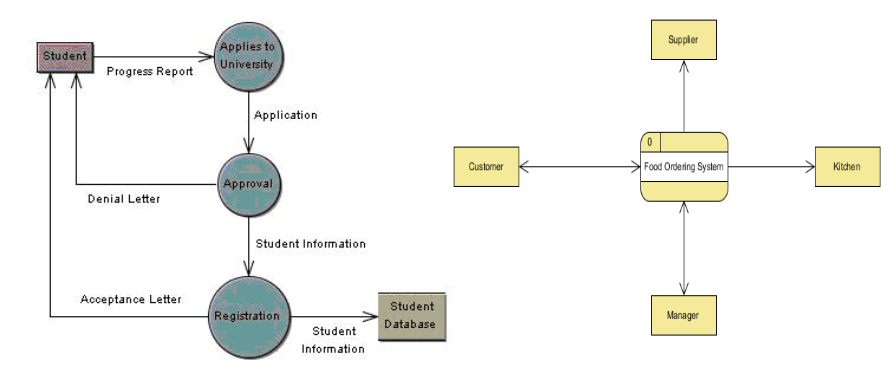 Student
Applies to
University
Progress Report
Application
Approval
Denial Letter
Student Information
Acceptance Letter
Registration
Student
Database
Student
Information
Supplier
0
Customer
Food Ordering System
Kitchen
Manager